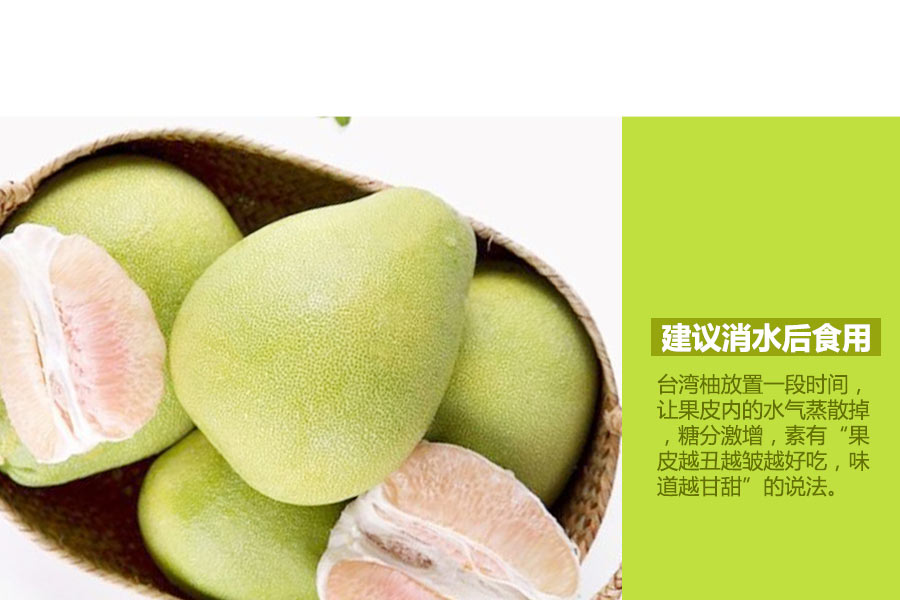 建议消水后食用
台湾柚放置一段时间，
让果皮内的水气蒸散掉
，糖分激增，素有“果
皮越丑越皱越好吃，味
道越甘甜”的说法。